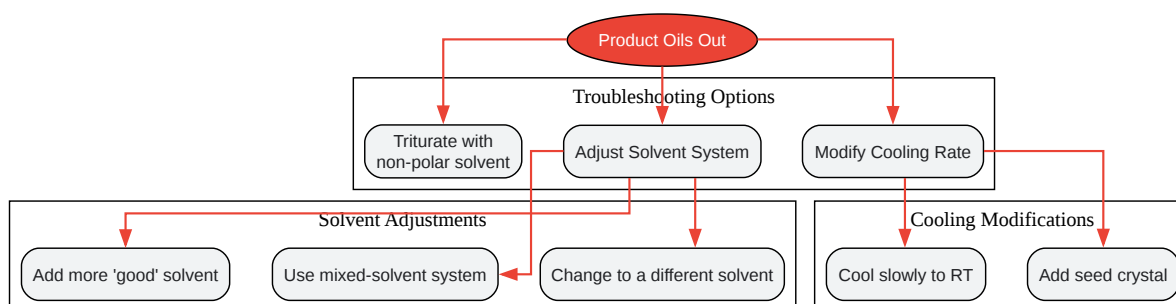 Product Oils Out
Troubleshooting Options
Triturate with
non-polar solvent
Adjust Solvent System
Modify Cooling Rate
Solvent Adjustments
Cooling Modifications
Add more 'good' solvent
Use mixed-solvent system
Change to a different solvent
Cool slowly to RT
Add seed crystal